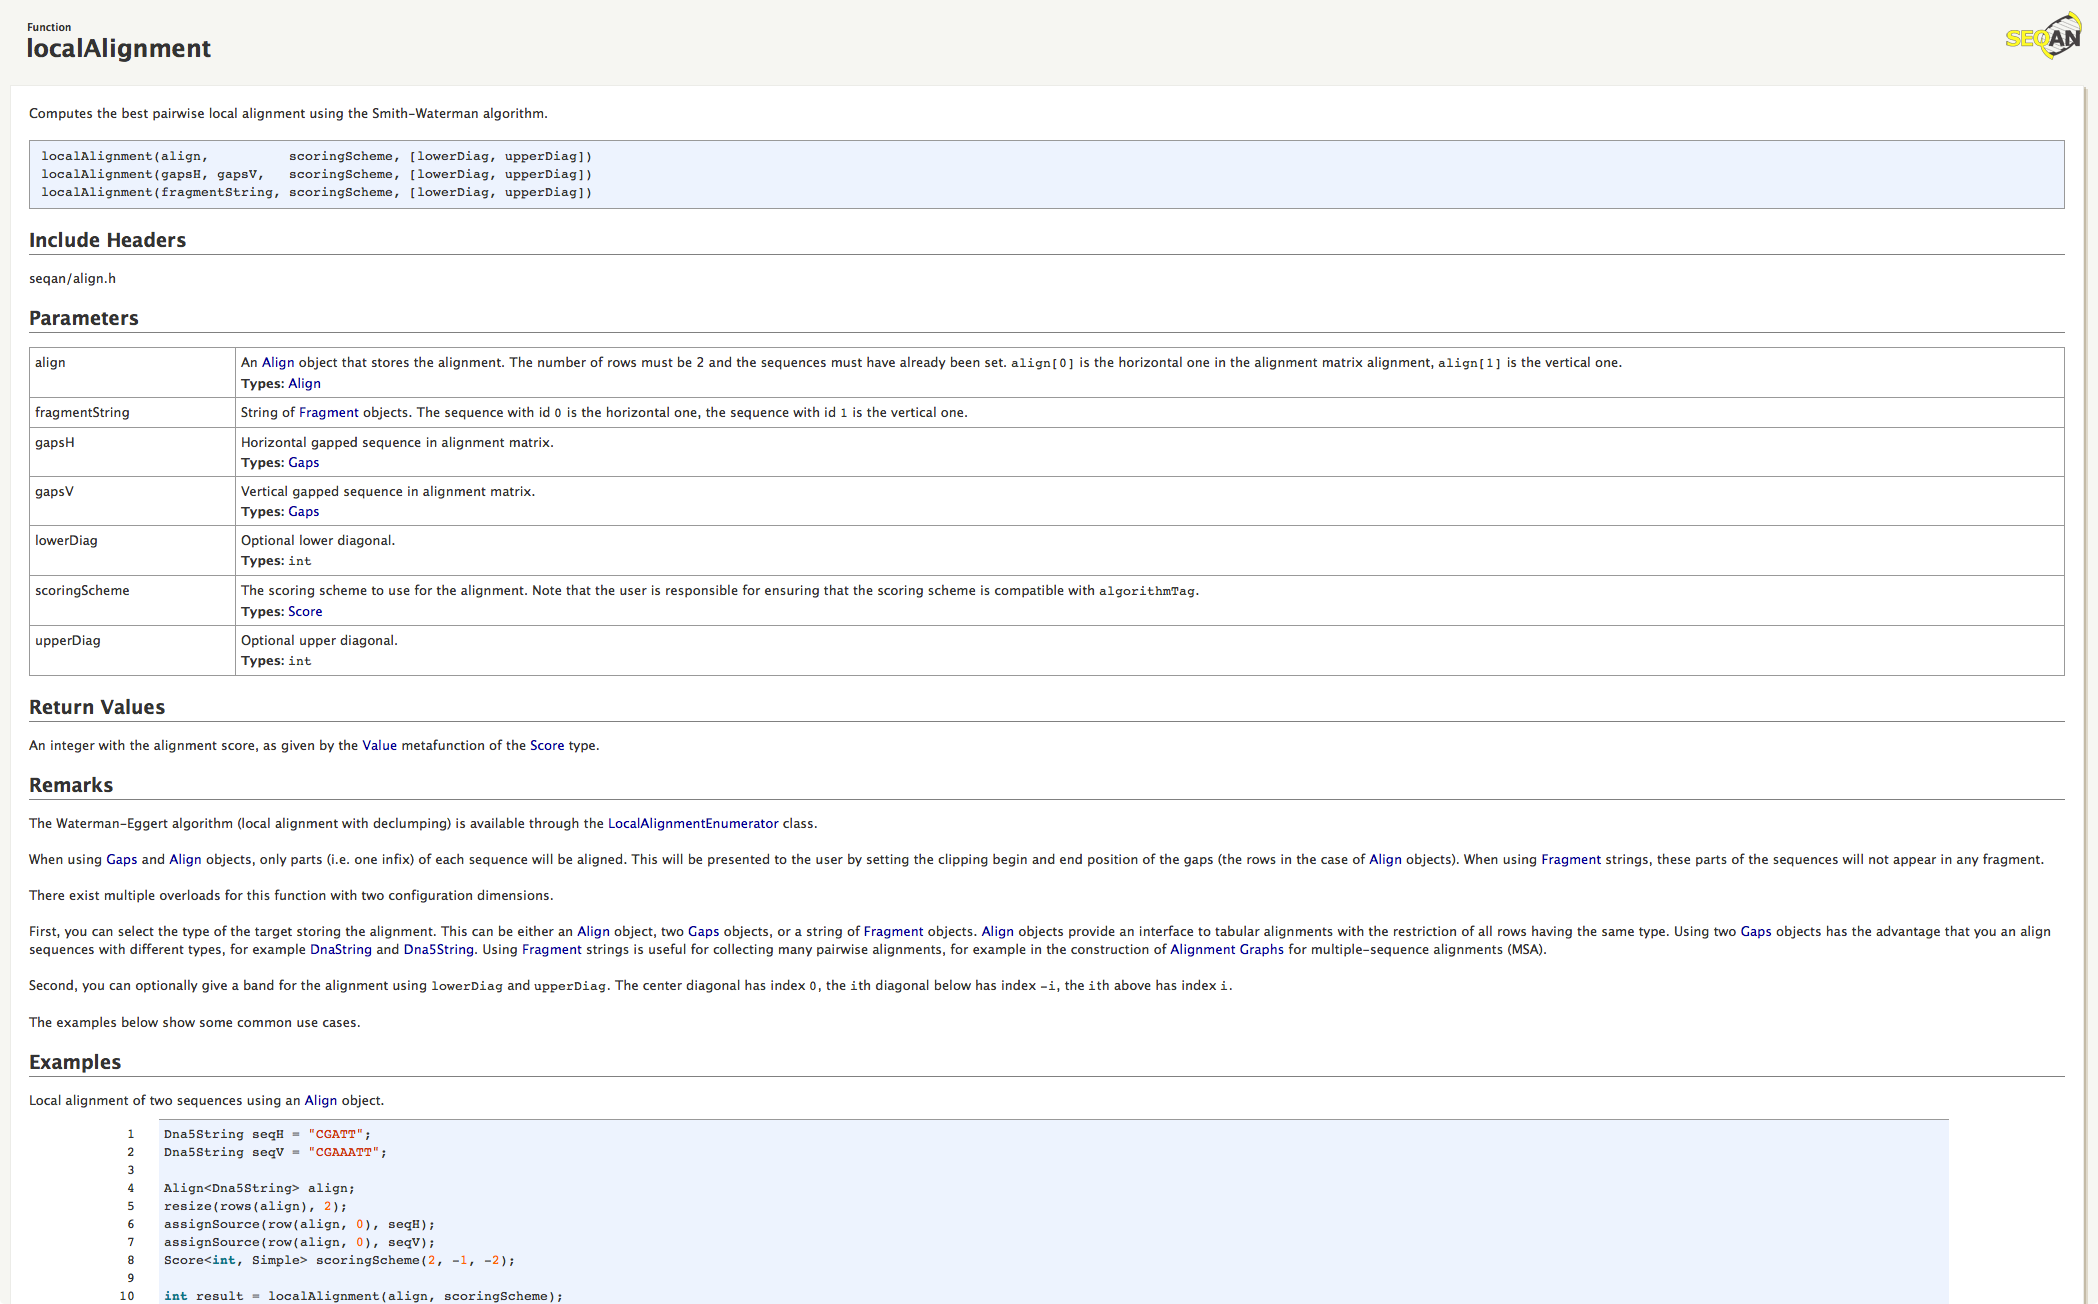 Function
localAlignment
SEQAN
Computes the best pairwise local alignment using the Smith-Waterman algorithm.
localAlignment(align,          scoringScheme, [lowerDiag, upperDiag])
localAlignment(gapsH, gapsV,   scoringScheme, [lowerDiag, upperDiag])
localAlignment(fragmentString, scoringScheme, [lowerDiag, upperDiag])
Include Headers
seqan/align.h
Parameters
align
An Align object that stores the alignment. The number of rows must be 2 and the sequences must have already been set. align[0] is the horizontal one in the alignment matrix alignment, align[1] is the vertical one.
Types: Align
fragmentString
String of Fragment objects. The sequence with id 0 is the horizontal one, the sequence with id 1 is the vertical one.
gapsH
Horizontal gapped sequence in alignment matrix.
Types: Gaps
gapsV
Vertical gapped sequence in alignment matrix.
Types: Gaps
lowerDiag
Optional lower diagonal.
Types: int
scoringScheme
The scoring scheme to use for the alignment. Note that the user is responsible for ensuring that the scoring scheme is compatible with algorithmTag.
Types: Score
upperDiag
Optional upper diagonal.
Types: int
Return Values
An integer with the alignment score, as given by the Value metafunction of the Score type.
Remarks
The Waterman-Eggert algorithm (local alignment with declumping) is available through the LocalAlignmentEnumerator class.
When using Gaps and Align objects, only parts (i.e. one infix) of each sequence will be aligned. This will be presented to the user by setting the clipping begin and end position of the gaps (the rows in the case of Align objects). When using Fragment strings, these parts of the sequences will not appear in any fragment.
There exist multiple overloads for this function with two configuration dimensions.
First, you can select the type of the target storing the alignment. This can be either an Align object, two Gaps objects, or a string of Fragment objects. Align objects provide an interface to tabular alignments with the restriction of all rows having the same type. Using two Gaps objects has the advantage that you an align
sequences with different types, for example DnaString and Dna5String. Using Fragment strings is useful for collecting many pairwise alignments, for example in the construction of Alignment Graphs for multiple-sequence alignments (MSA).
Second, you can optionally give a band for the alignment using lowerDiag and upperDiag. The center diagonal has index 0, the ith diagonal below has index -i, the ith above has index i.
The examples below show some common use cases.
Examples
Local alignment of two sequences using an Align object.
1 Dna5String seqH = "CGATT";
2 Dna5String seqV = "CGAAATT";
3
4 Align<Dna5String> align;
5 resize(rows(align), 2);
6 assignSource(row(align, 0), seqH);
7 assignSource(row(align, 0), seqV);
8 Score<int, Simple> scoringScheme(2, -1, -2);
9
10 int result = localAlignment(align, scoringScheme);